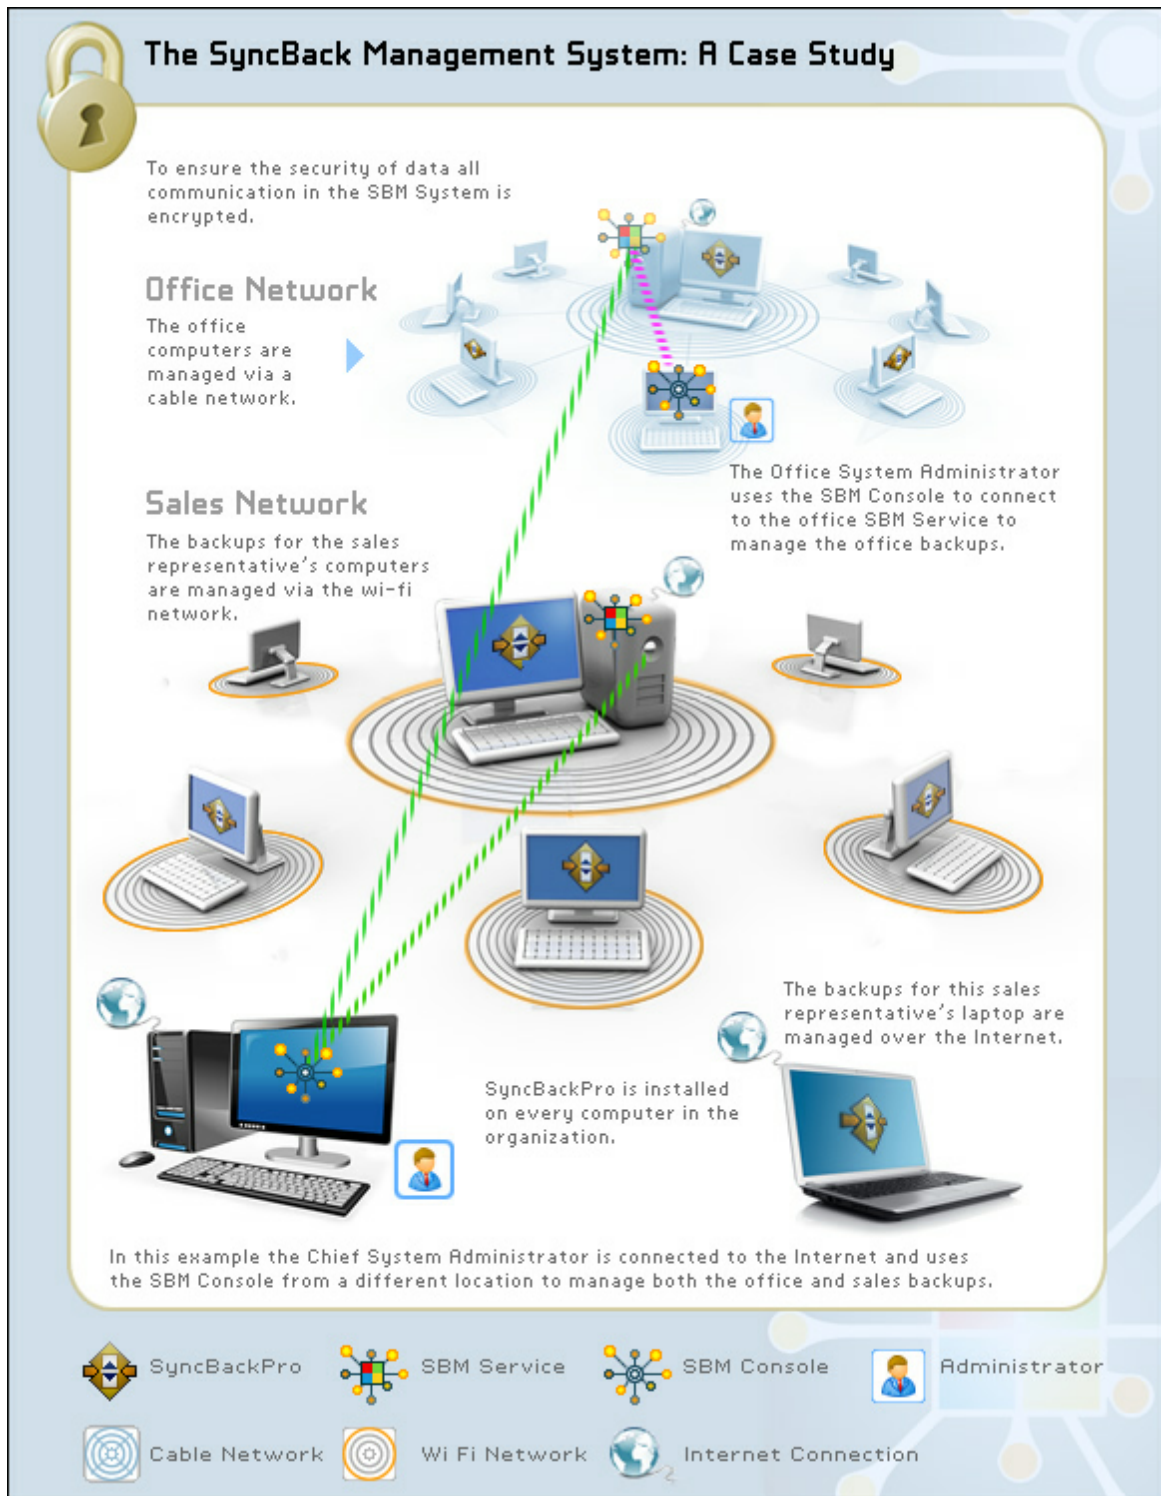 The SyncBack Management System: A Case Study
To ensure the security of data all
communication in the SBM System is
encrypted.
Office Network
The office
computers are
managed via a
cable network.
The Office System Administrator
uses the SBM Console to connect
to the office SBM Service to
manage the office backups.
Sales Network
The backups for the sales
representative's computers
are managed via the wi-fi
network.
The backups for this sales
representative's laptop are
managed over the Internet.
SyncBackPro is installed
on every computer in the
organization.
In this example the Chief System Administrator is connected to the Internet and uses
the SBM Console from a different location to manage both the office and sales backups.
SyncBackPro
SBM Service
SBM Console
Administrator
Cable Network
Wi Fi Network
Internet Connection